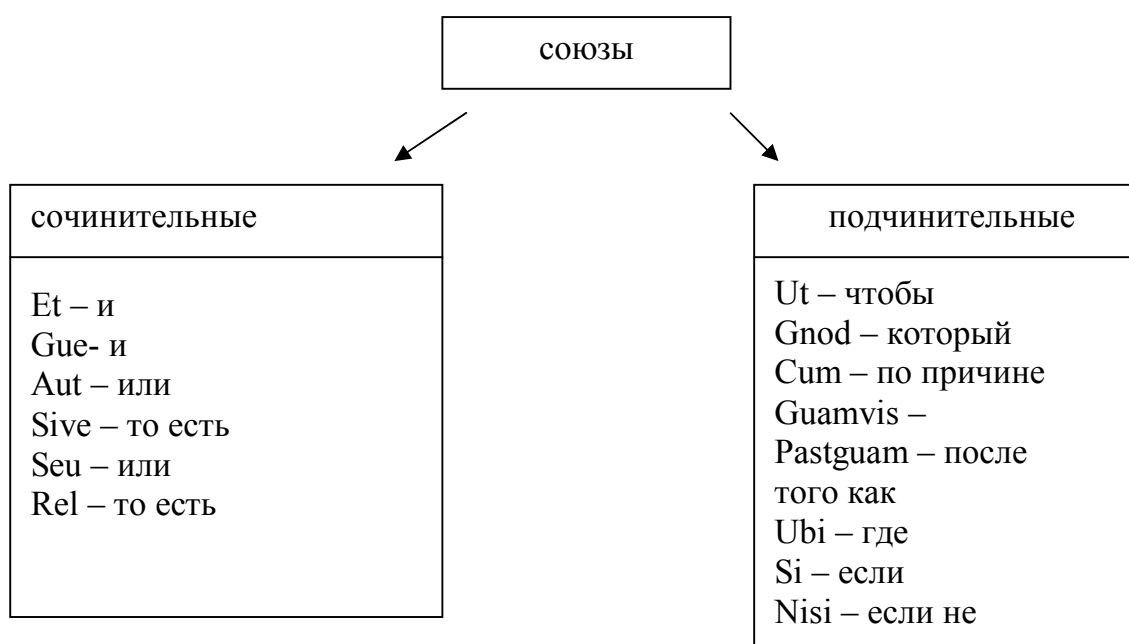 союзы
сочинительные
Et – и
Gue- и
Aut – или
Sive – то есть
Seu – или
Rel – то есть
подчинительные
Ut – чтобы
Gnod – который
Cum – по причине
Guamvis –
Pastguam – после
того как
Ubi – где
Si – если
Nisi – если не